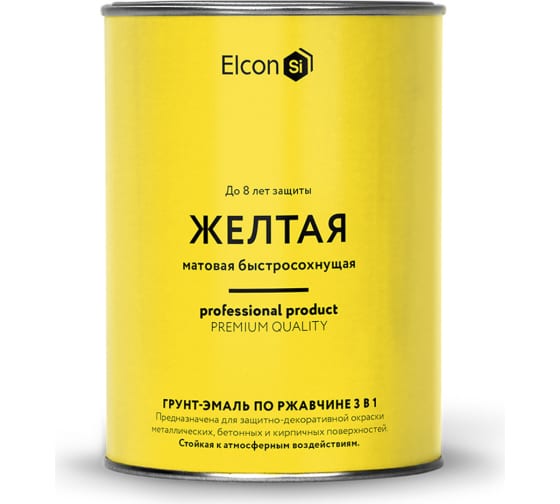 Elcon Si
До 8 лет защиты
ЖЕЛТАЯ
матовая быстросохнущая
professional product
PREMIUM QUALITY
ГРУНТ-ЭМАЛЬ ПО РЖАВЧИНЕ 3 В 1
Предназначена для защитно-декоративной окраски
металлических, бетонных и кирпичных поверхностей.
Стойкая к атмосферным воздействиям.